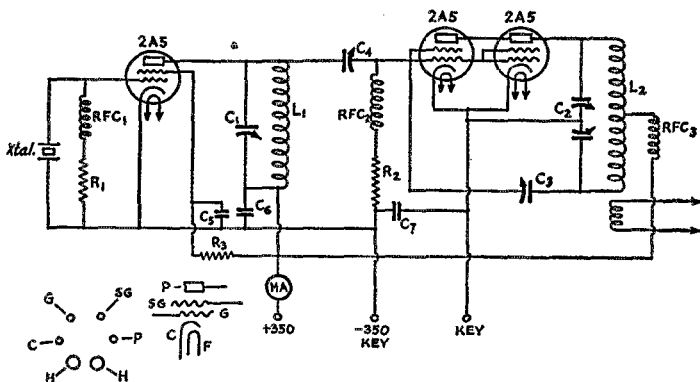 2A5
2A5 2A5
C4
L1
L2
RFC1
C1
RFC2
C2
RFC3
Xtal.
R1
R2
C3
C5
C6
C7
R3
MA
P
SG
G
SG
G
C
P
C
F
H
H
+350
-350
KEY
KEY